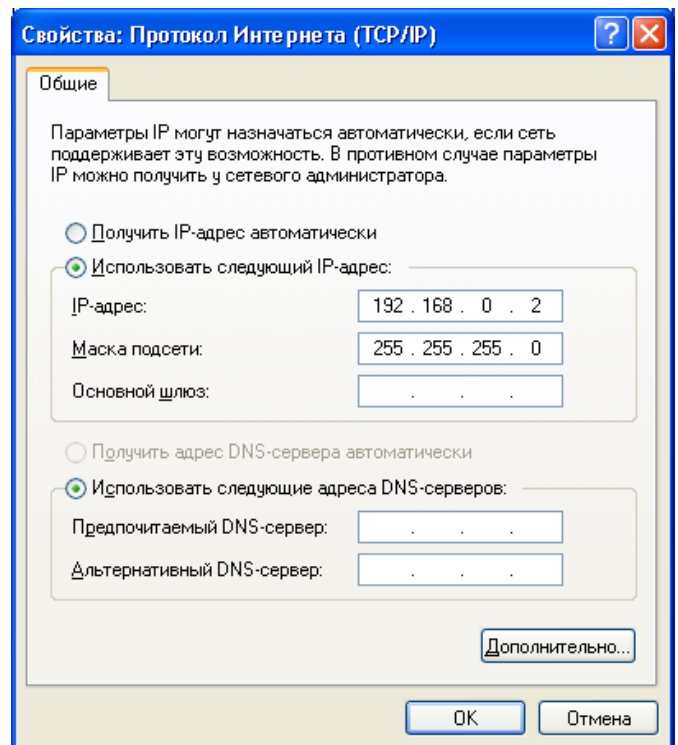 Свойства: Протокол Интернета (TCP/IP)
Общие
Параметры IP могут назначаться автоматически, если сеть
поддерживает эту возможность. В противном случае параметры
IP можно получить у сетевого администратора.
Получить IP-адрес автоматически
Использовать следующий IP-адрес:
IP-адрес: 192 . 168 . 0 . 2
Маска подсети: 255 . 255 . 255 . 0
Основной шлюз: . . .
Получить адрес DNS-сервера автоматически
Использовать следующие адреса DNS-серверов:
Предпочитаемый DNS-сервер: . . .
Альтернативный DNS-сервер: . . .
Дополнительно...
OK Отмена